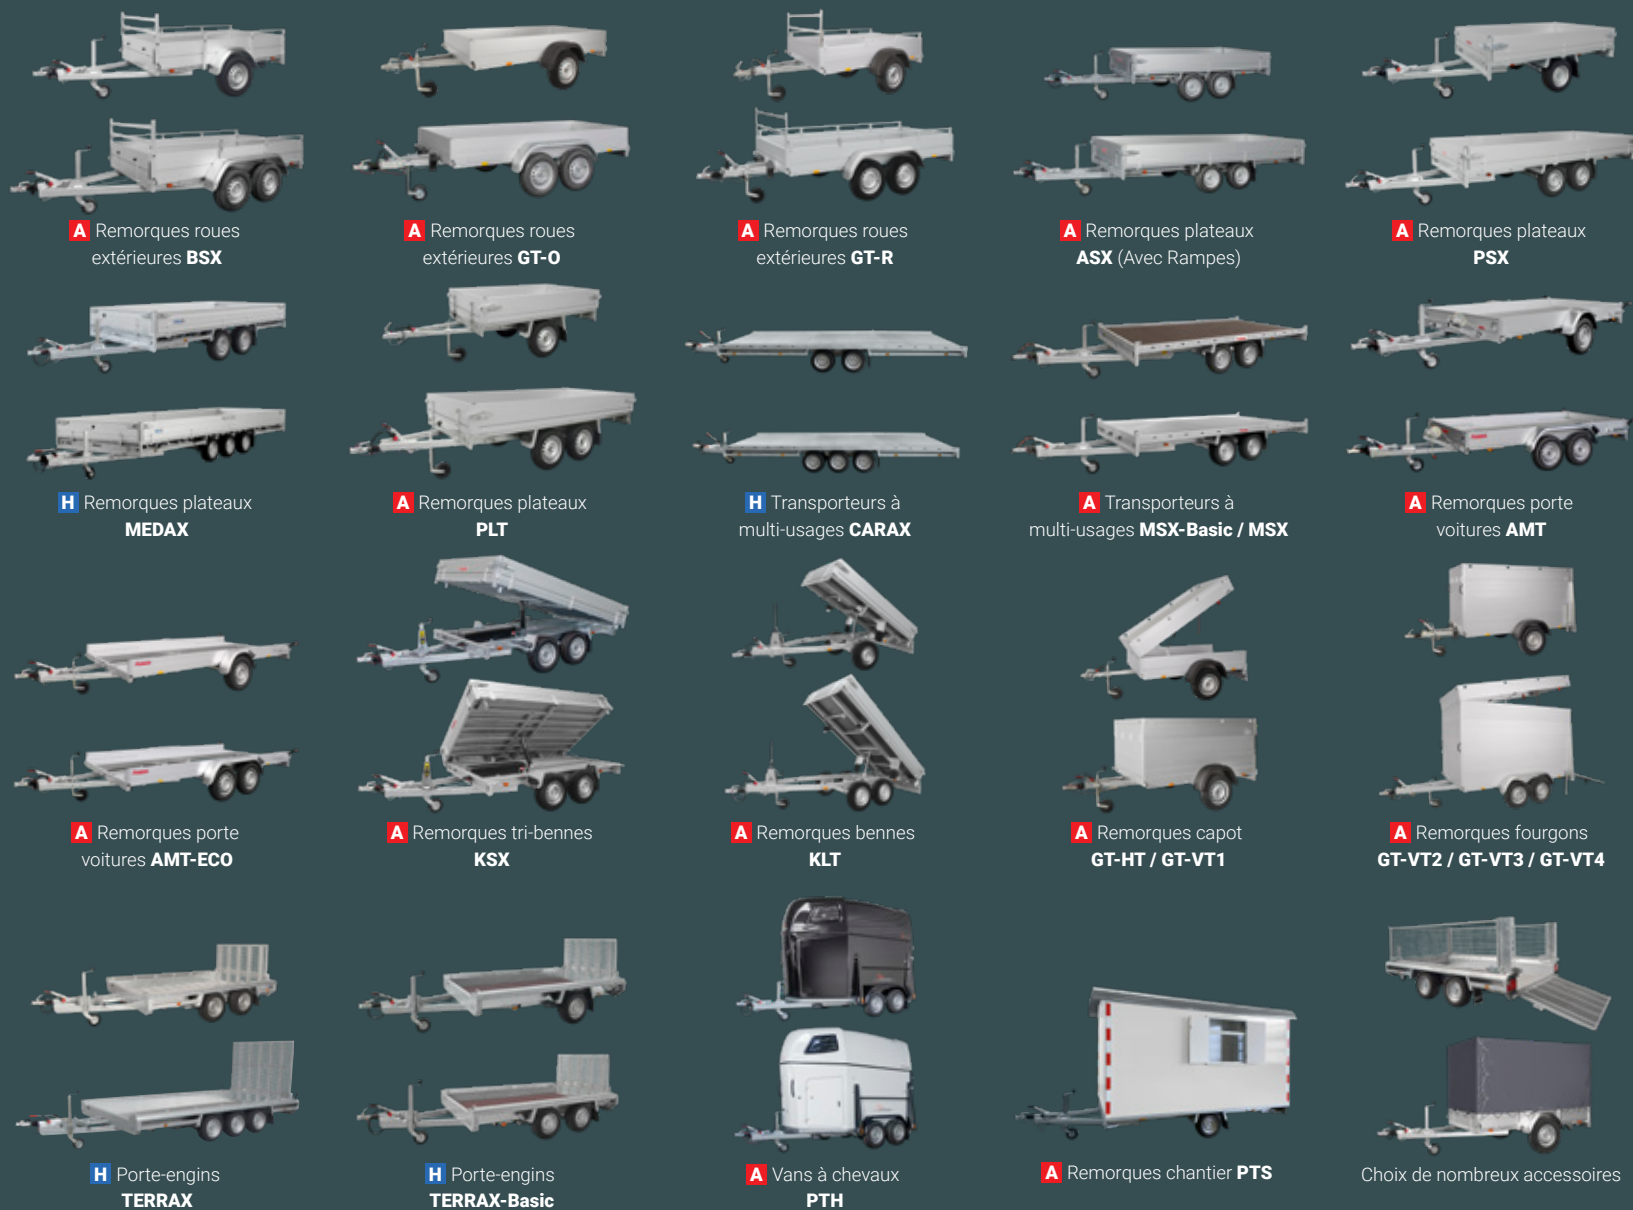 A Remorques roues
extérieures BSX
A Remorques roues
extérieures GT-O
A Remorques roues
extérieures GT-R
A Remorques plateaux
ASX (Avec Rampes)
A Remorques plateaux
PSX
H Remorques plateaux
MEDAX
A Remorques plateaux
PLT
H Transporteurs à
multi-usages CARAX
A Transporteurs à
multi-usages MSX-Basic / MSX
A Remorques porte
voitures AMT
A Remorques porte
voitures AMT-ECO
A Remorques tri-bennes
KSX
A Remorques bennes
KLT
A Remorques capot
GT-HT / GT-VT1
A Remorques fourgons
GT-VT2 / GT-VT3 / GT-VT4
H Porte-engins
TERRAX
H Porte-engins
TERRAX-Basic
A Vans à chevaux
PTH
A Remorques chantier PTS
Choix de nombreux accessoires